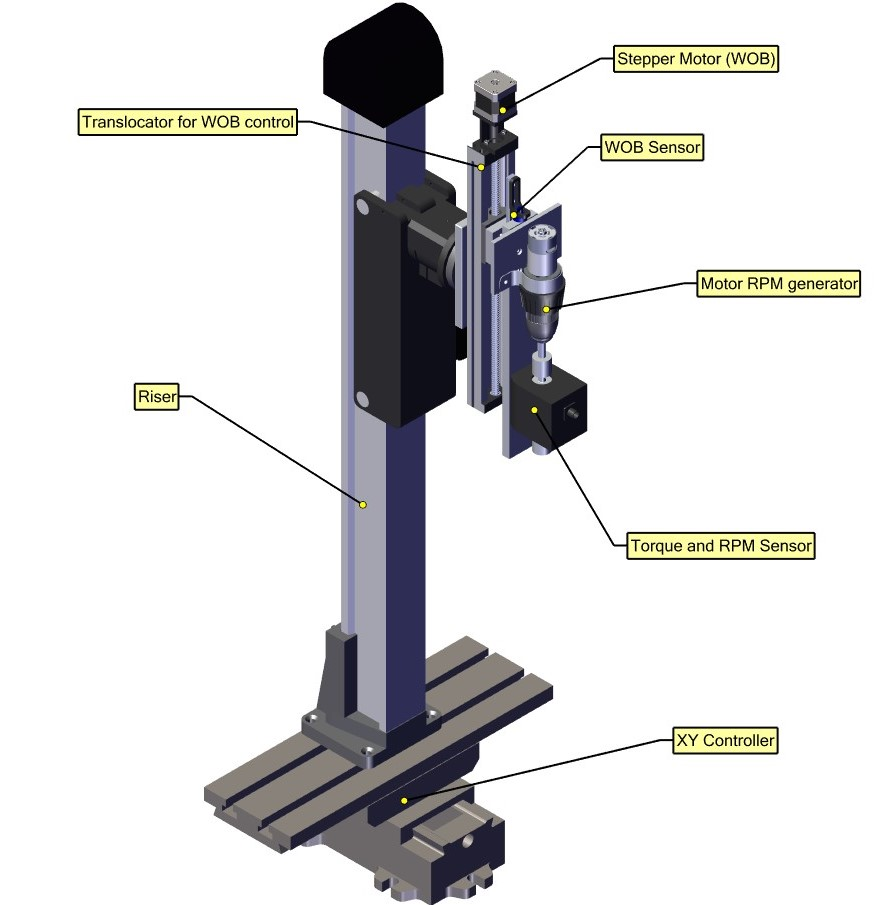 Stepper Motor (WOB)
Translocator for WOB control
WOB Sensor
Motor RPM generator
Riser
Torque and RPM Sensor
XY Controller